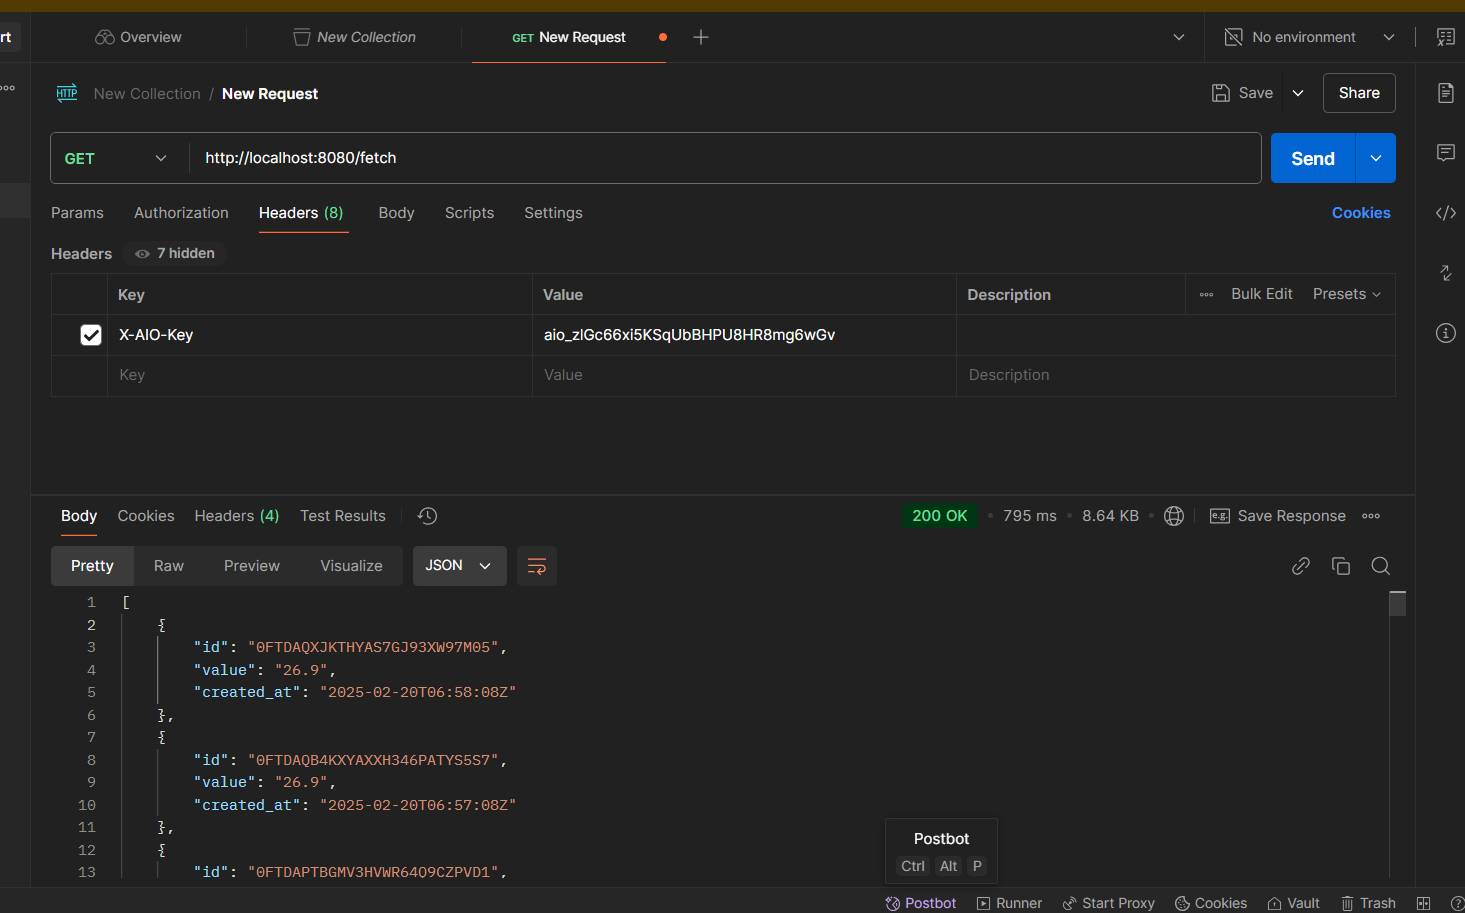 rt
Overview
New Collection
GET New Request
No environment
New Collection / New Request
Save
Share
GET
http://localhost:8080/fetch
Send
Params
Authorization
Headers (8)
Body
Scripts
Settings
Cookies
Headers
7 hidden
Key
Value
Description
Bulk Edit
Presets
X-AIO-Key
aio_zlGc66xi5KSqUbBHPU8HR8mg6wGv
Key
Value
Description
Body
Cookies
Headers (4)
Test Results
200 OK
795 ms
8.64 KB
e.g.
Save Response
Pretty
Raw
Preview
Visualize
JSON
1 [
2 {
3 "id": "0FTDAQXJKTHYAS7GJ93XW97M05",
4 "value": "26.9",
5 "created_at": "2025-02-20T06:58:08Z"
6 },
7 {
8 "id": "0FTDAQB4KXYAXXH346PATYS5S7",
9 "value": "26.9",
10 "created_at": "2025-02-20T06:57:08Z"
11 },
12 {
13 "id": "0FTDAPTBGMV3HVWR64Q9CZPVD1",
Postbot
Ctrl Alt P
Postbot
Runner
Start Proxy
Cookies
Vault
Trash